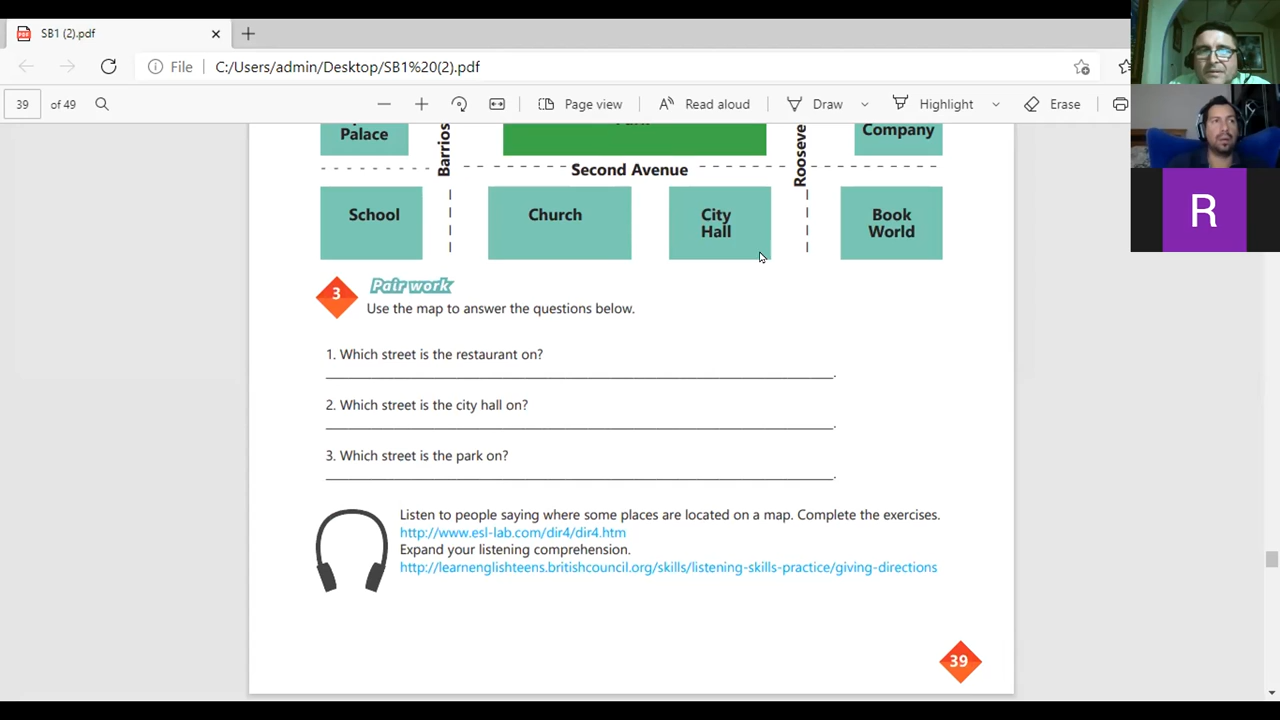 SB1 (2).pdf
File
C:/Users/admin/Desktop/SB1%20(2).pdf
39
of 49
Page view
Read aloud
Draw
Highlight
Erase
Palace
Barrios
Company
Second Avenue
School
Church
City
Hall
Book
World
3
Pair work
Use the map to answer the questions below.
1. Which street is the restaurant on?
2. Which street is the city hall on?
3. Which street is the park on?
Listen to people saying where some places are located on a map. Complete the exercises.
http://www.esl-lab.com/dir4/dir4.htm
Expand your listening comprehension.
http://learnenglishteens.britishcouncil.org/skills/listening-skills-practice/giving-directions
39
R